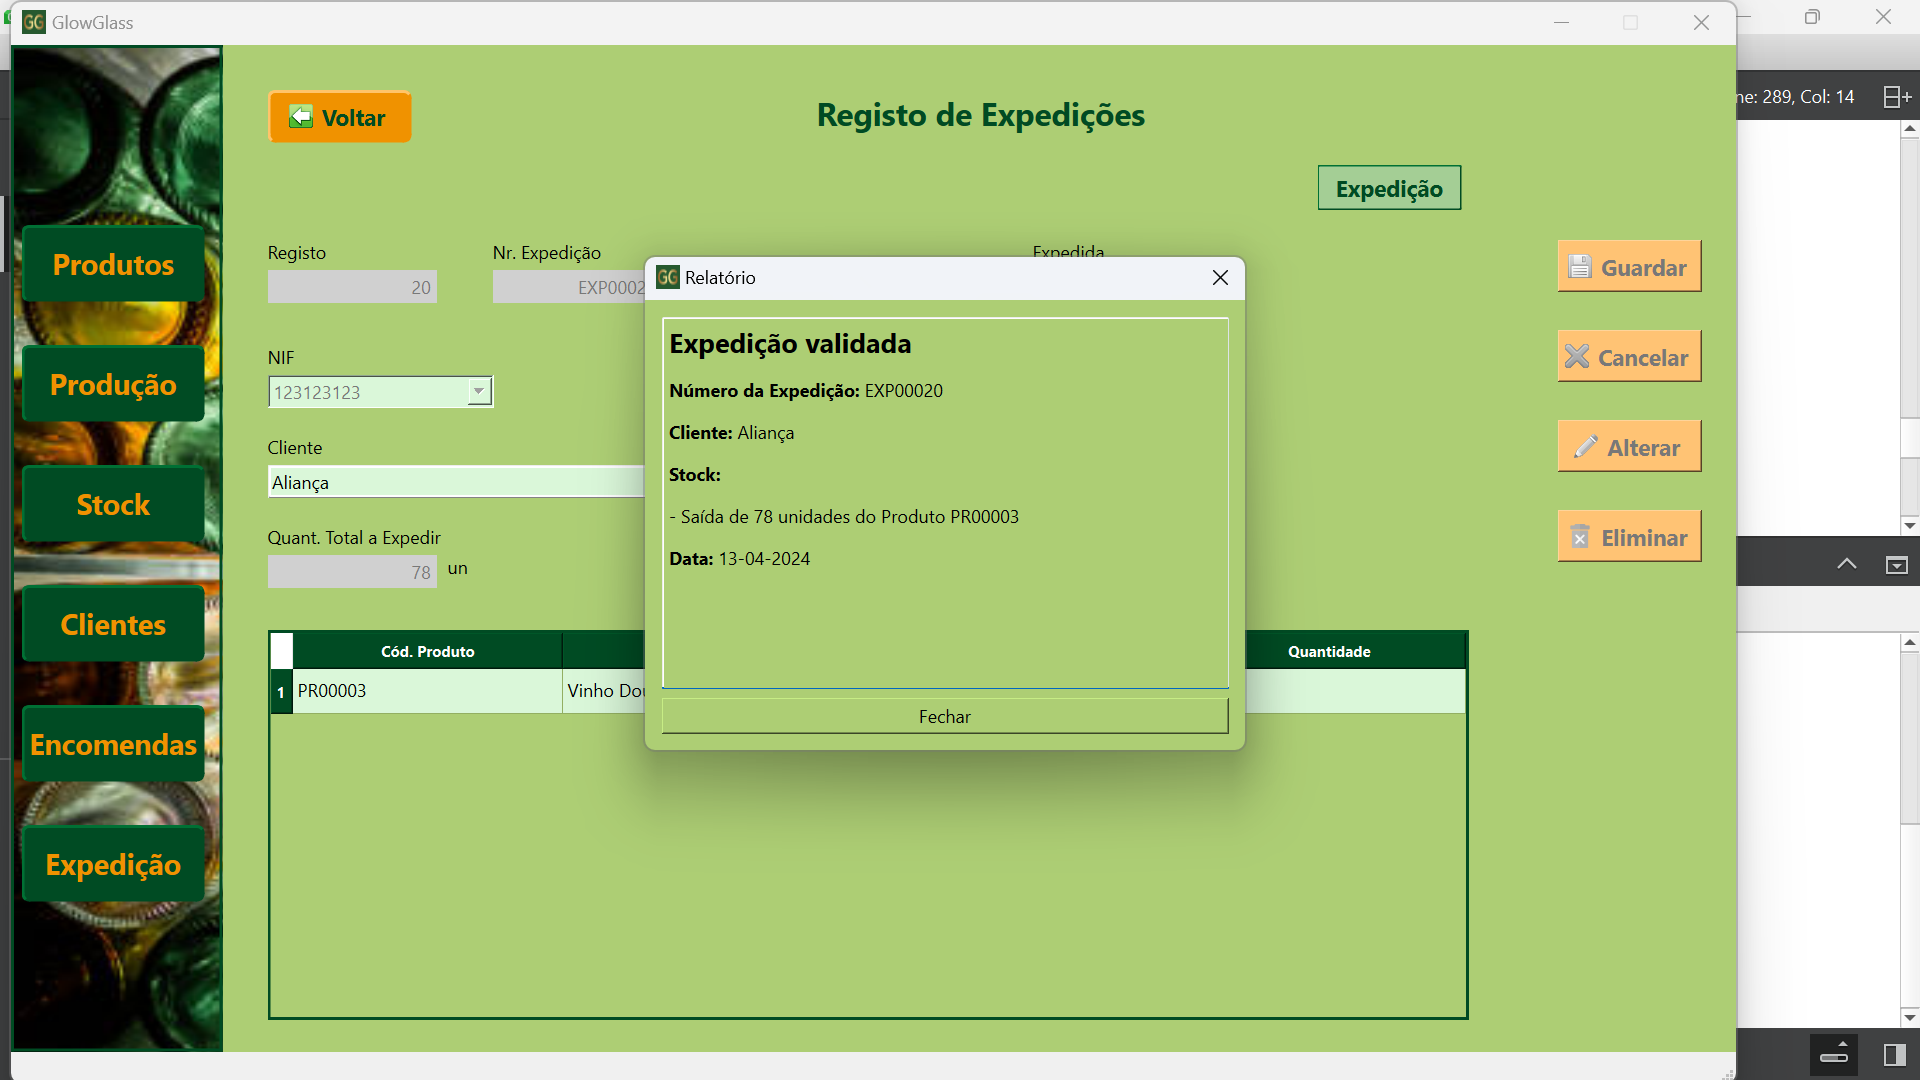 GG GlowGlass
Voltar
Registo de Expedições
ne: 289, Col: 14
Expedição
Produtos
Produção
Stock
Clientes
Encomendas
Expedição
Registo
Nr. Expedição
Expedida
20
EXP0002
NIF
123123123
Cliente
Aliança
Quant. Total a Expedir
78 un
Guardar
Cancelar
Alterar
Eliminar
GG Relatório
Expedição validada
Número da Expedição: EXP00020
Cliente: Aliança
Stock:
- Saída de 78 unidades do Produto PR00003
Data: 13-04-2024
Fechar
Cód. Produto
Quantidade
1 PR00003
Vinho Dou